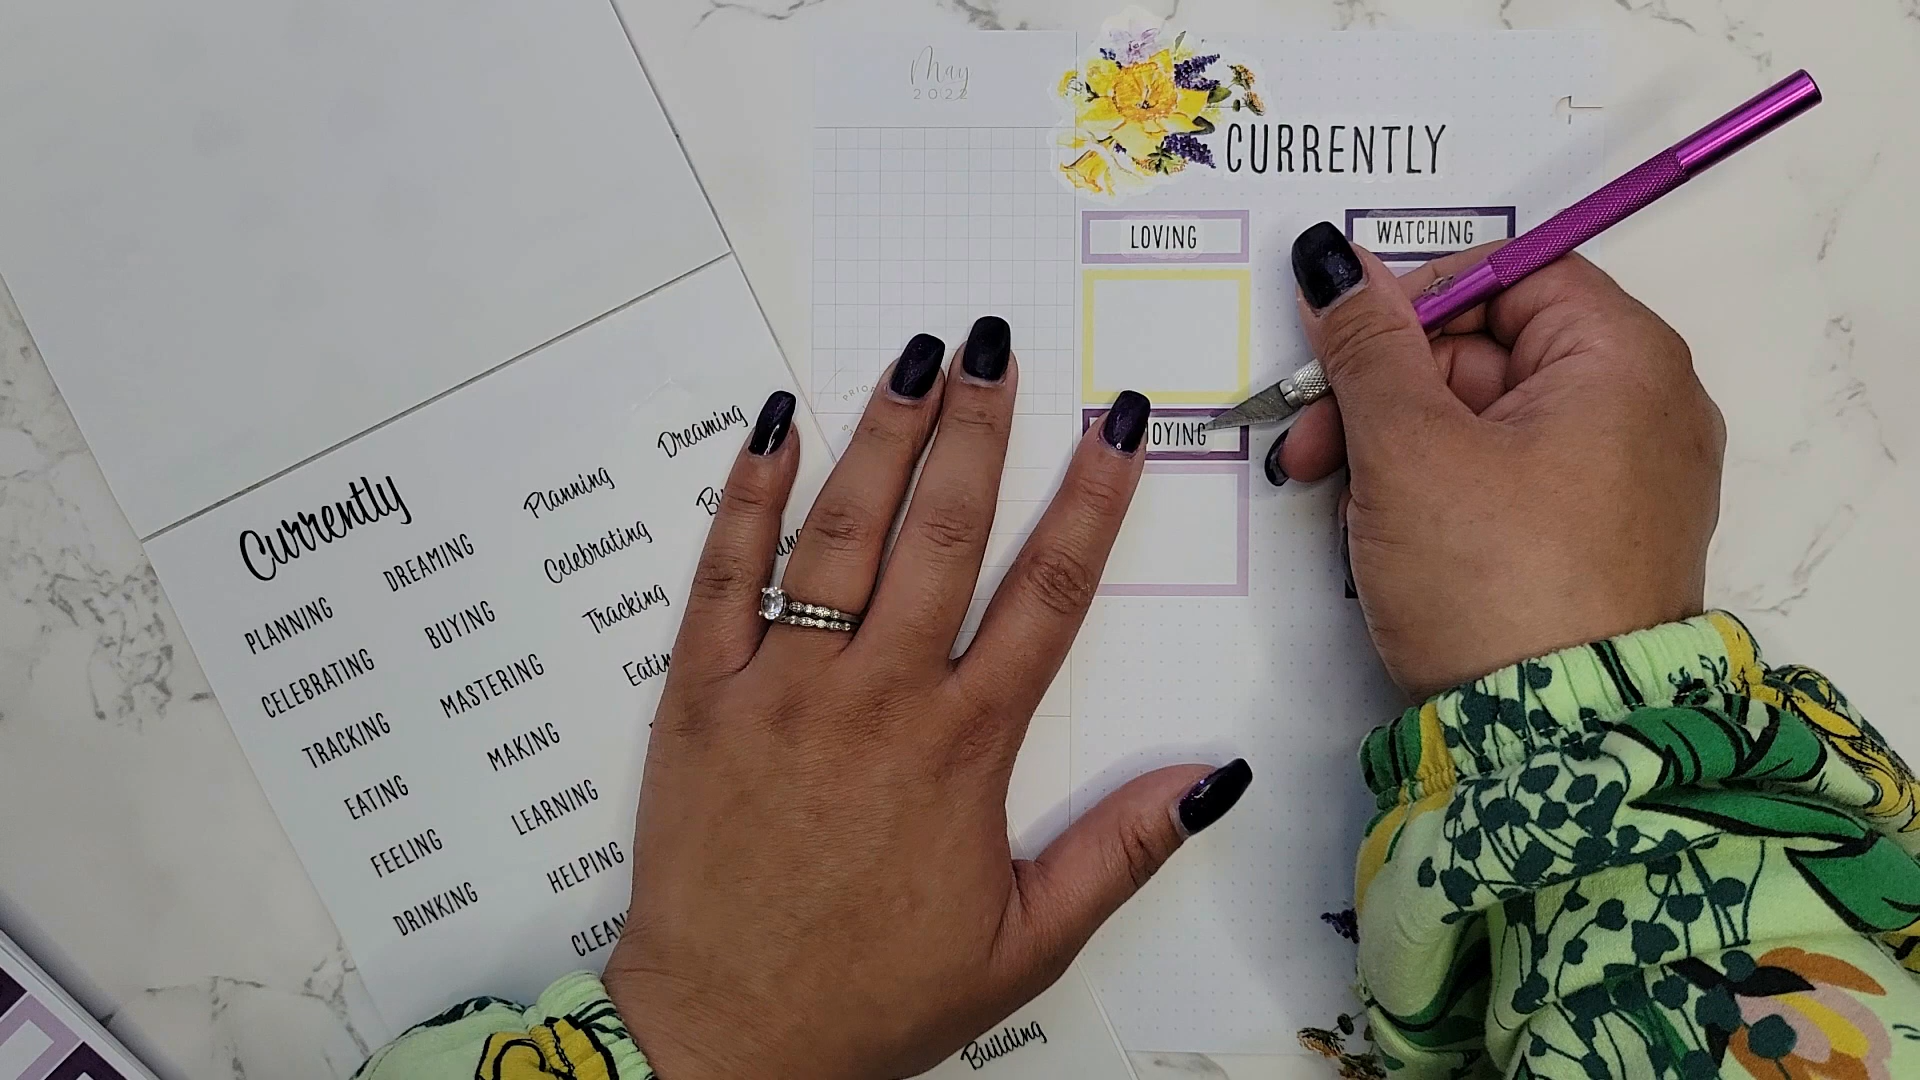 May
2022
CURRENTLY
LOVING
WATCHING
OYING
Currently
Dreaming
Planning
DREAMING
Celebrating
PLANNING
BUYING
Tracking
CELEBRATING
MASTERING
TRACKING
MAKING
EATING
LEARNING
FEELING
HELPING
DRINKING
Building